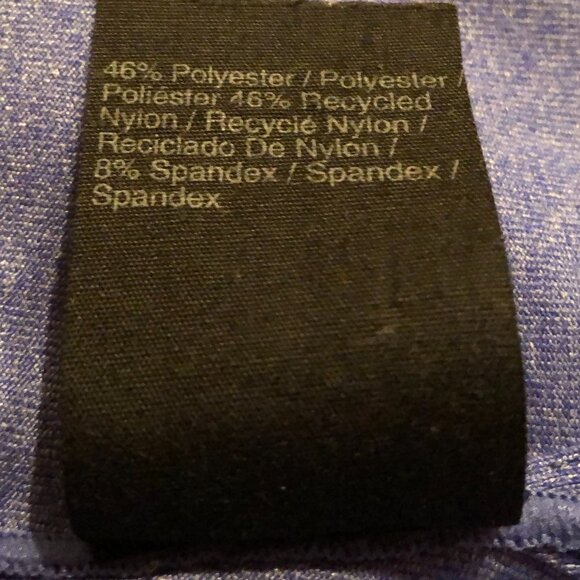 46% Polyester / Polyester /
Poliéster 46% Recycled
Nylon / Recyclé Nylon /
Reciclado De Nylon /
8% Spandex / Spandex /
Spandex